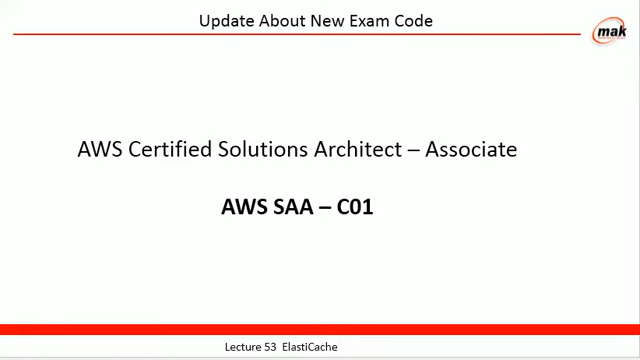 Update About New Exam Code
mak
AWS Certified Solutions Architect – Associate
AWS SAA – C01
Lecture 53 ElastiCache